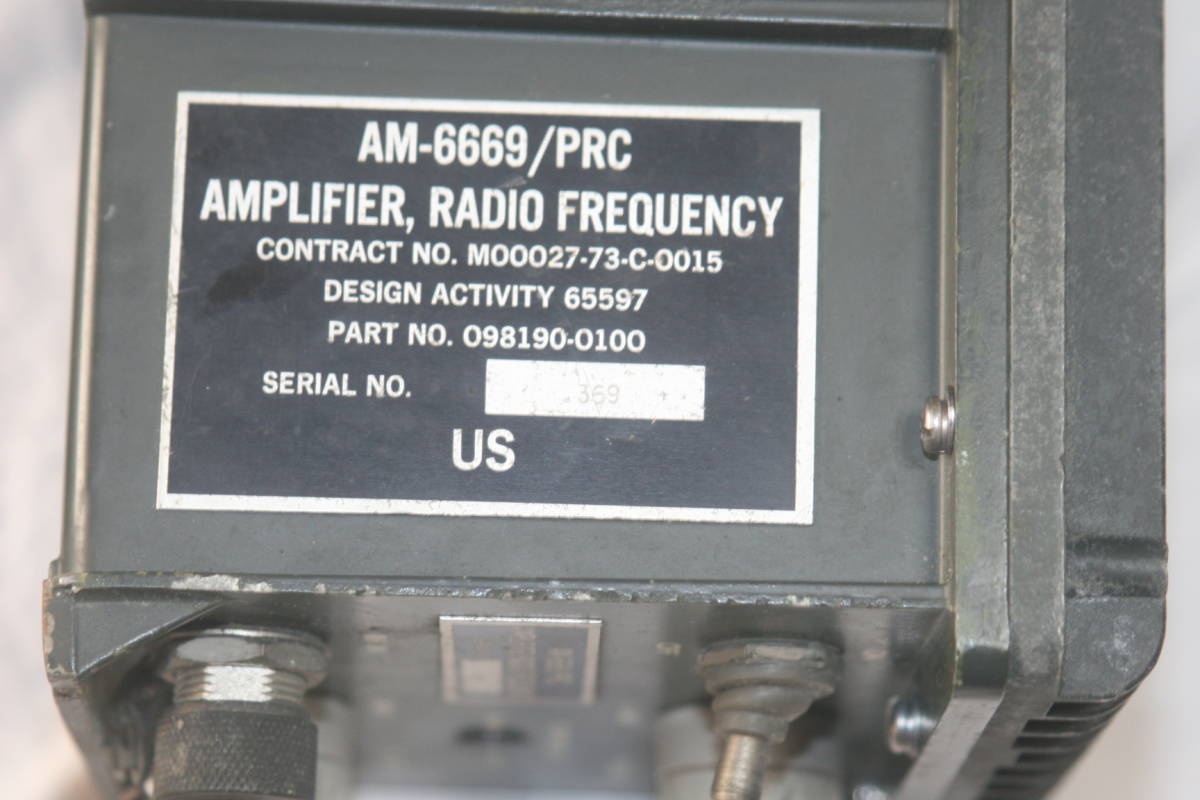 AM-6669/PRC
AMPLIFIER, RADIO FREQUENCY
CONTRACT NO. M00027-73-C-0015
DESIGN ACTIVITY 65597
PART NO. 098190-0100
SERIAL NO. 369
US